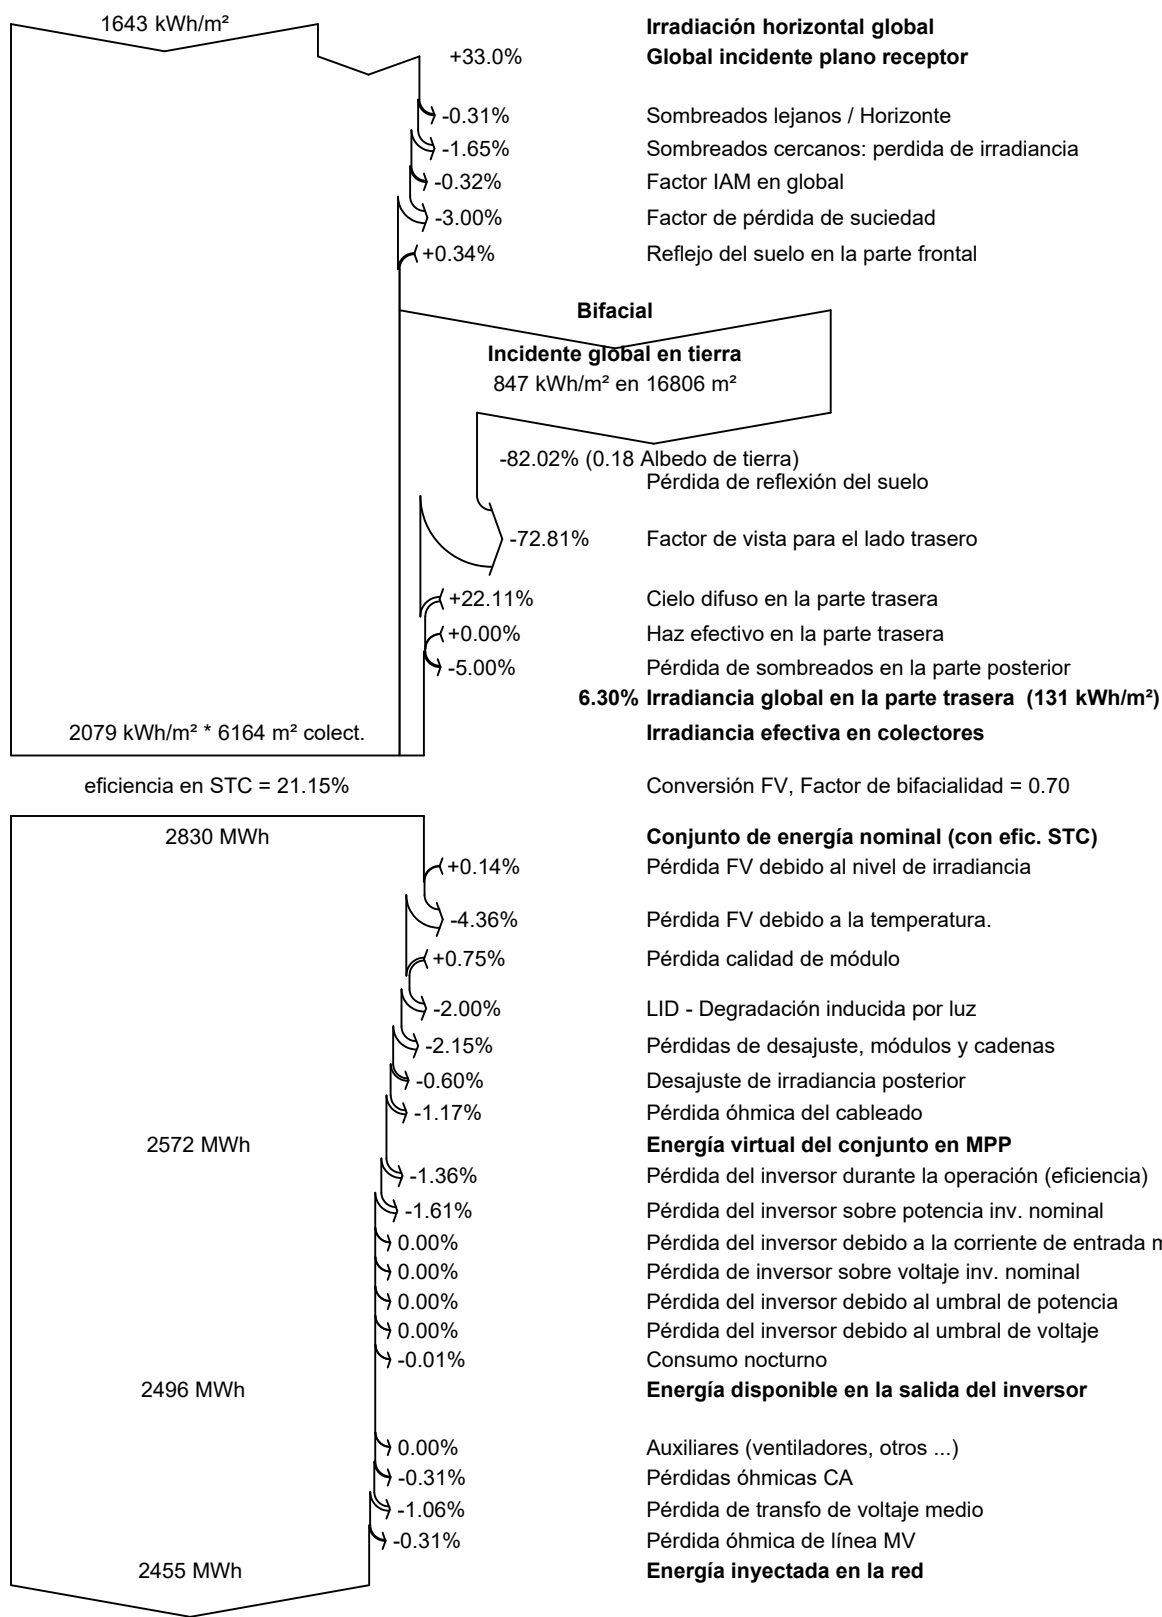 1643 kWh/m² Irradiación horizontal global
+33.0% Global incidente plano receptor
-0.31% Sombreados lejanos / Horizonte
-1.65% Sombreados cercanos: perdida de irradiancia
-0.32% Factor IAM en global
-3.00% Factor de pérdida de suciedad
+0.34% Reflejo del suelo en la parte frontal
Bifacial
Incidente global en tierra
847 kWh/m² en 16806 m²
-82.02% (0.18 Albedo de tierra)
Pérdida de reflexión del suelo
-72.81% Factor de vista para el lado trasero
+22.11% Cielo difuso en la parte trasera
+0.00% Haz efectivo en la parte trasera
-5.00% Pérdida de sombreados en la parte posterior
6.30% Irradiancia global en la parte trasera (131 kWh/m²)
2079 kWh/m² * 6164 m² colect. Irradiancia efectiva en colectores
eficiencia en STC = 21.15% Conversión FV, Factor de bifacialidad = 0.70
2830 MWh Conjunto de energía nominal (con efic. STC)
+0.14% Pérdida FV debido al nivel de irradiancia
-4.36% Pérdida FV debido a la temperatura.
+0.75% Pérdida calidad de módulo
-2.00% LID - Degradación inducida por luz
-2.15% Pérdidas de desajuste, módulos y cadenas
-0.60% Desajuste de irradiancia posterior
-1.17% Pérdida óhmica del cableado
2572 MWh Energía virtual del conjunto en MPP
-1.36% Pérdida del inversor durante la operación (eficiencia)
-1.61% Pérdida del inversor sobre potencia inv. nominal
0.00% Pérdida del inversor debido a la corriente de entrada
0.00% Pérdida de inversor sobre voltaje inv. nominal
0.00% Pérdida del inversor debido al umbral de potencia
0.00% Pérdida del inversor debido al umbral de voltaje
-0.01% Consumo nocturno
2496 MWh Energía disponible en la salida del inversor
0.00% Auxiliares (ventiladores, otros ...)
-0.31% Pérdidas óhmicas CA
-1.06% Pérdida de transfo de voltaje medio
-0.31% Pérdida óhmica de línea MV
2455 MWh Energía inyectada en la red